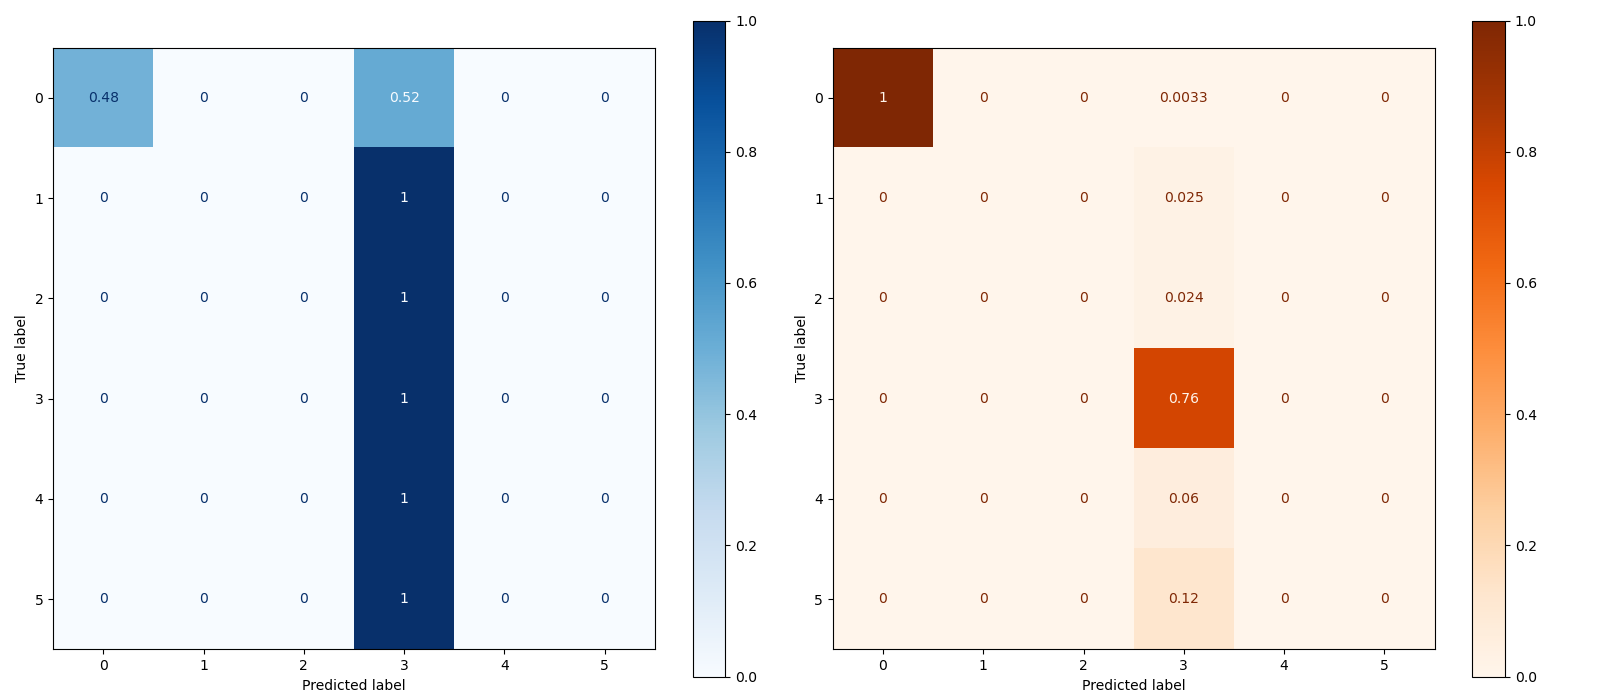 1.0
0.8
0.6
0.4
0.2
0.0
True label
0 0.48 0 0 0.52 0 0
1 0 0 0 1 0 0
2 0 0 0 1 0 0
3 0 0 0 1 0 0
4 0 0 0 1 0 0
5 0 0 0 1 0 0
0 1 2 3 4 5
Predicted label
1.0
0.8
0.6
0.4
0.2
0.0
True label
0 1 0 0 0.0033 0 0
1 0 0 0 0.025 0 0
2 0 0 0 0.024 0 0
3 0 0 0 0.76 0 0
4 0 0 0 0.06 0 0
5 0 0 0 0.12 0 0
0 1 2 3 4 5
Predicted label